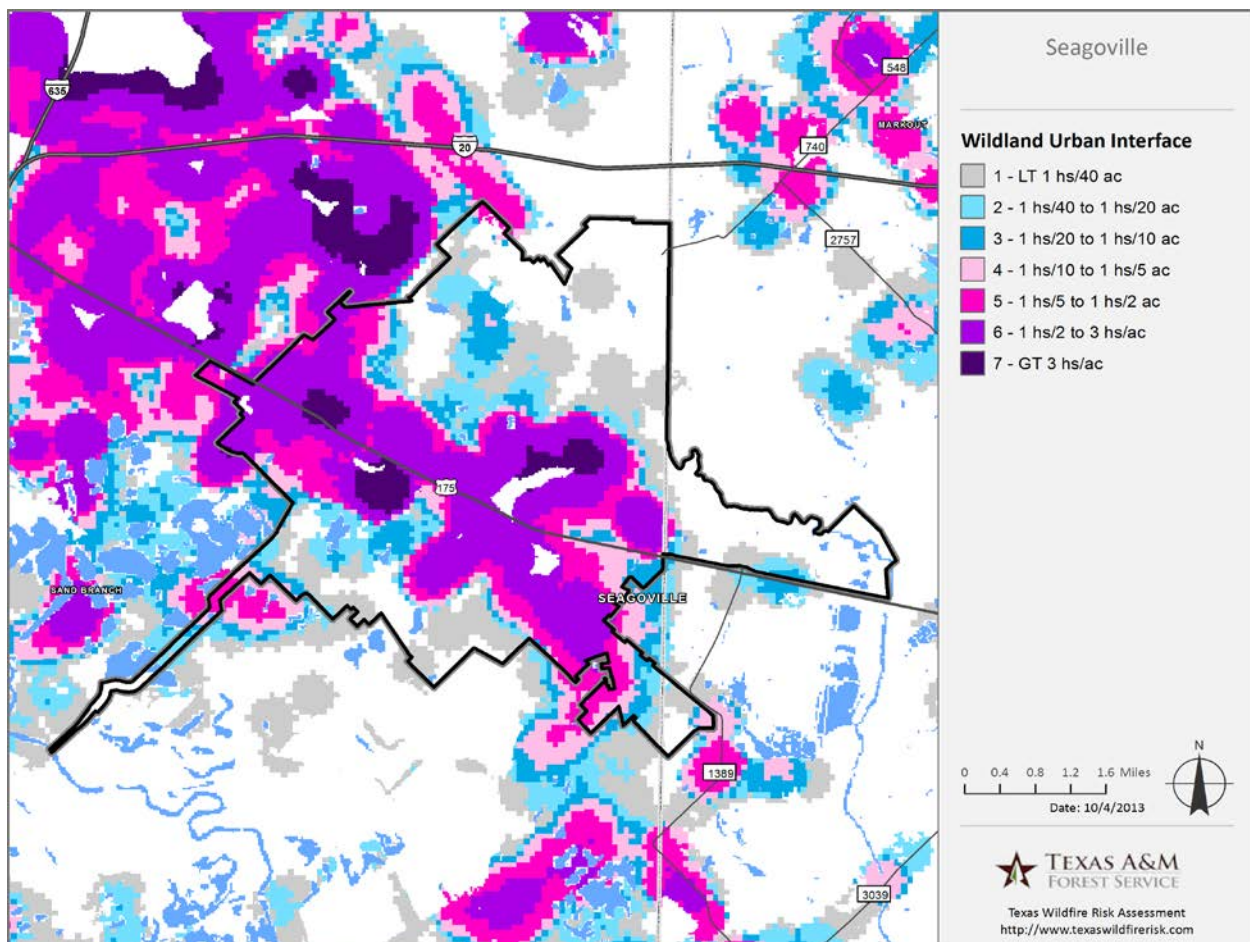 Seagoville
Wildland Urban Interface
1 - LT 1 hs/40 ac
2 - 1 hs/40 to 1 hs/20 ac
3 - 1 hs/20 to 1 hs/10 ac
4 - 1 hs/10 to 1 hs/5 ac
5 - 1 hs/5 to 1 hs/2 ac
6 - 1 hs/2 to 3 hs/ac
7 - GT 3 hs/ac
635
20
548
MARKOUT
740
2757
175
SAND BRANCH
SEAGOVILLE
1389
3039
N
0 0.4 0.8 1.2 1.6 Miles
Date: 10/4/2013
TEXAS A&M
FOREST SERVICE
Texas Wildfire Risk Assessment
http://www.texaswildfirerisk.com